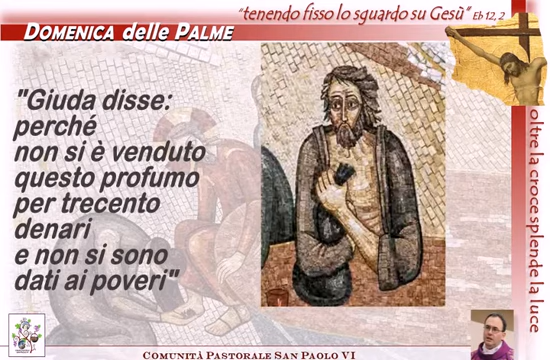 "tenendo fisso lo sguardo su Gesù" Eb 12, 2
DOMENICA delle PALME
"Giuda disse:
perché
non si è venduto
questo profumo
per trecento
denari
e non si sono
dati ai poveri"
oltre la croce splende la luce
COMUNITÀ PASTORALE SAN PAOLO VI